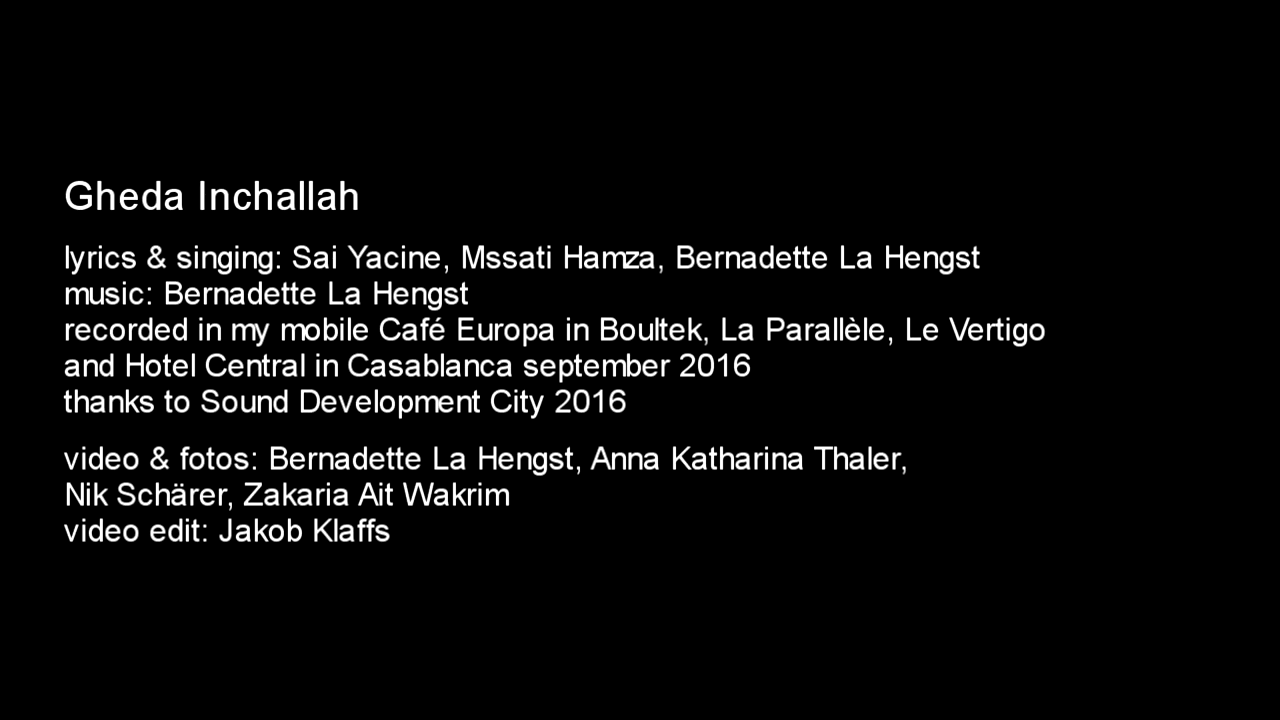 Gheda Inchallah
lyrics & singing: Sai Yacine, Mssati Hamza, Bernadette La Hengst
music: Bernadette La Hengst
recorded in my mobile Café Europa in Boultek, La Parallèle, Le Vertigo
and Hotel Central in Casablanca september 2016
thanks to Sound Development City 2016
video & fotos: Bernadette La Hengst, Anna Katharina Thaler,
Nik Schärer, Zakaria Ait Wakrim
video edit: Jakob Klaffs